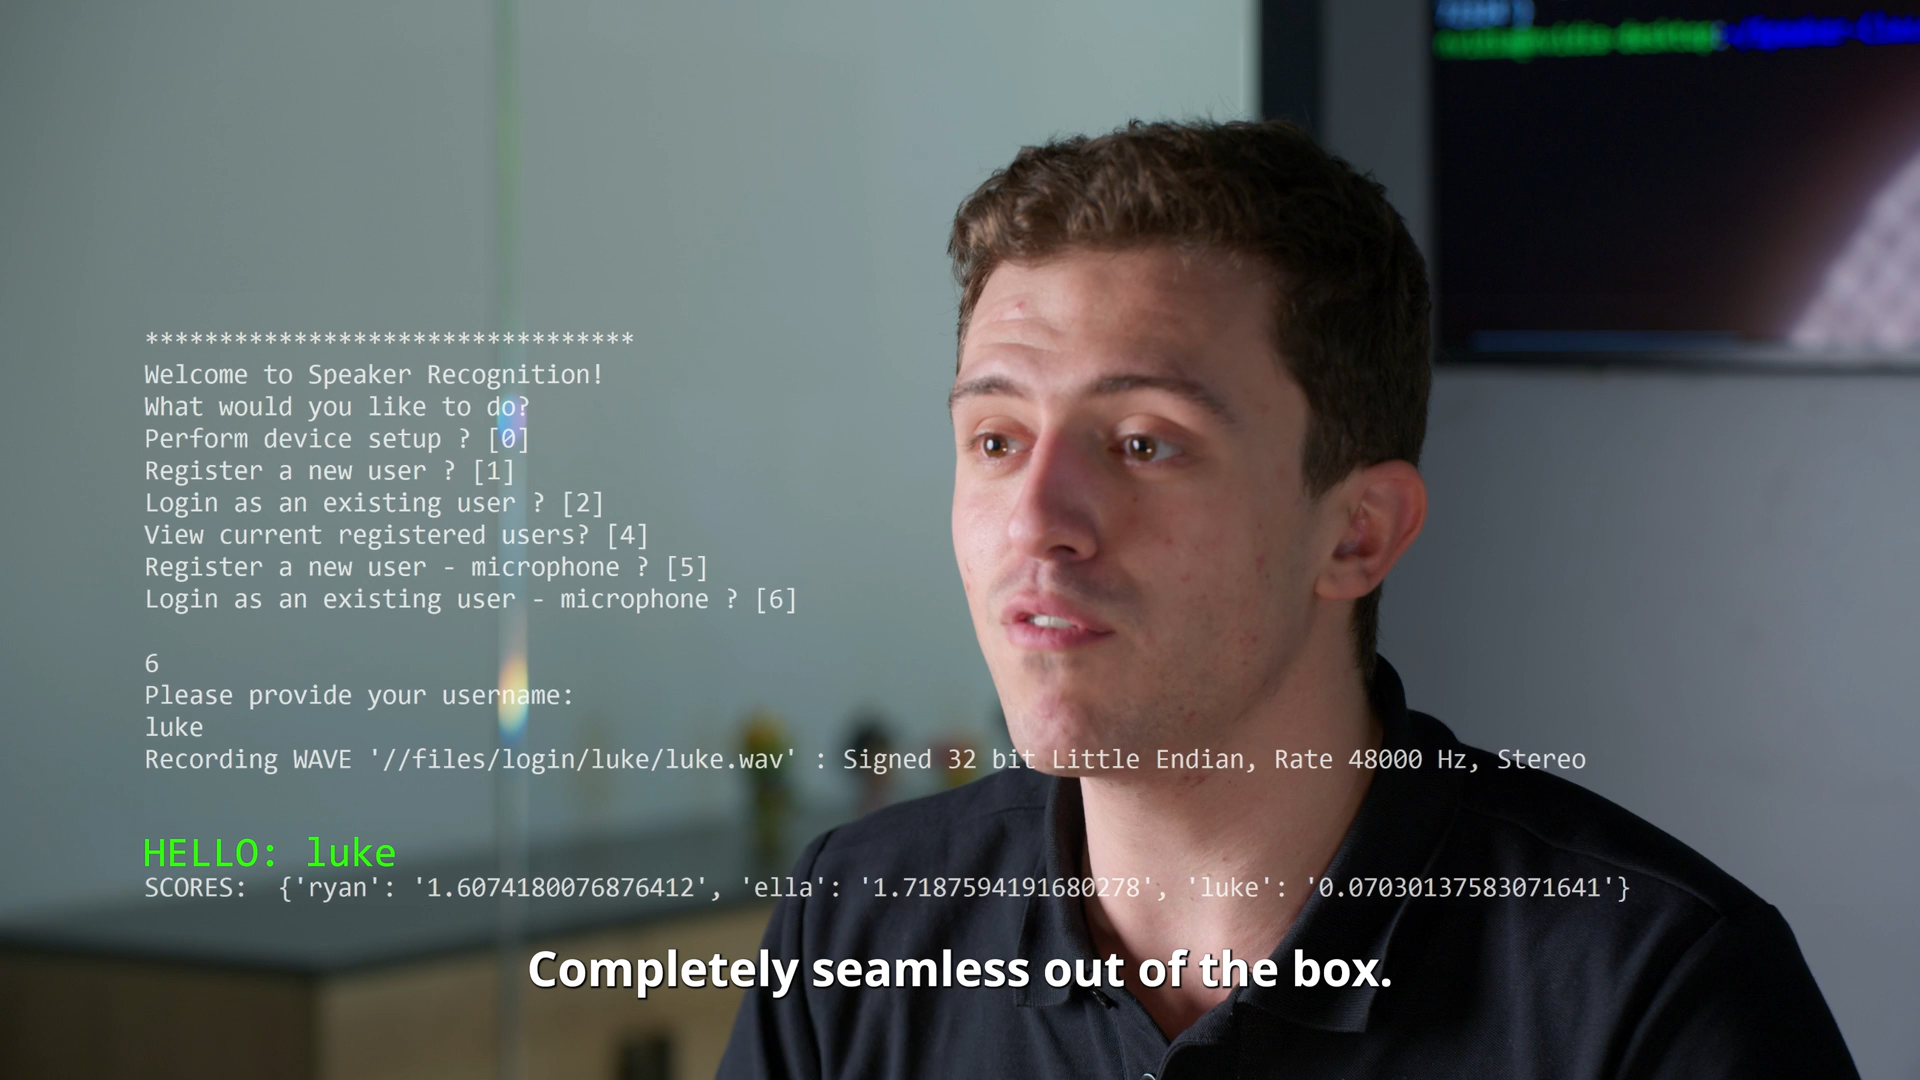 *********************************
Welcome to Speaker Recognition!
What would you like to do?
Perform device setup ? [0]
Register a new user ? [1]
Login as an existing user ? [2]
View current registered users? [4]
Register a new user - microphone ? [5]
Login as an existing user - microphone ? [6]
6
Please provide your username:
luke
Recording WAVE '//files/login/luke/luke.wav' : Signed 32 bit Little Endian, Rate 48000 Hz, Stereo
HELLO: luke
SCORES:  {'ryan': '1.6074180076876412', 'ella': '1.7187594191680278', 'luke': '0.07030137583071641'}
Completely seamless out of the box.